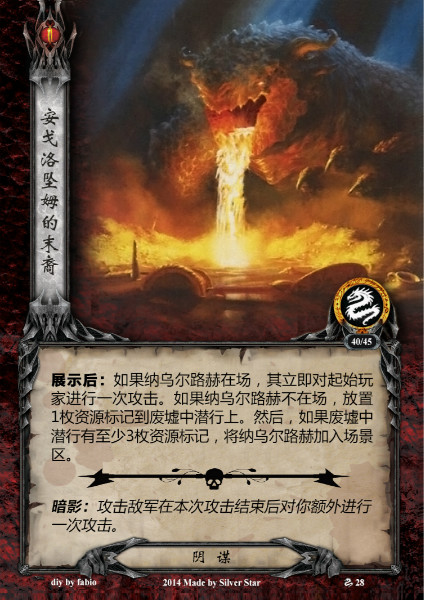 安戈洛坠姆的末裔
40/45
展示后：如果纳乌尔路赫在场，其立即对起始玩
家进行一次攻击。如果纳乌尔路赫不在场，放置
1枚资源标记到废墟中潜行上。然后，如果废墟中
潜行有至少3枚资源标记，将纳乌尔路赫加入场景
区。
暗影：攻击敌军在本次攻击结束后对你额外进行
一次攻击。
阴谋
diy by fabio
2014 Made by Silver Star
28